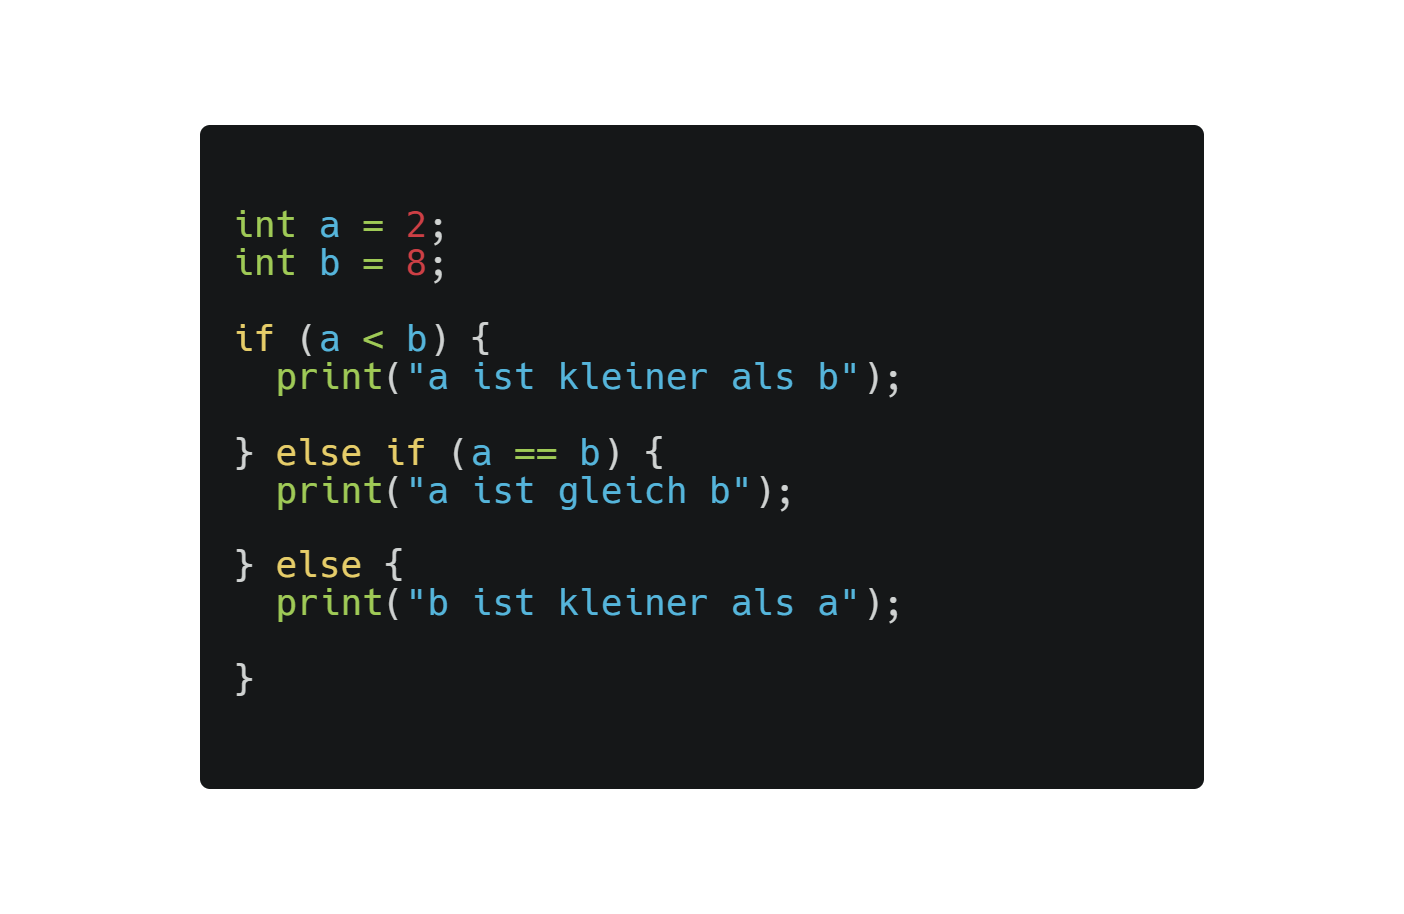 int a = 2;
int b = 8;
if (a < b) {
  print("a ist kleiner als b");
} else if (a == b) {
  print("a ist gleich b");
} else {
  print("b ist kleiner als a");
}